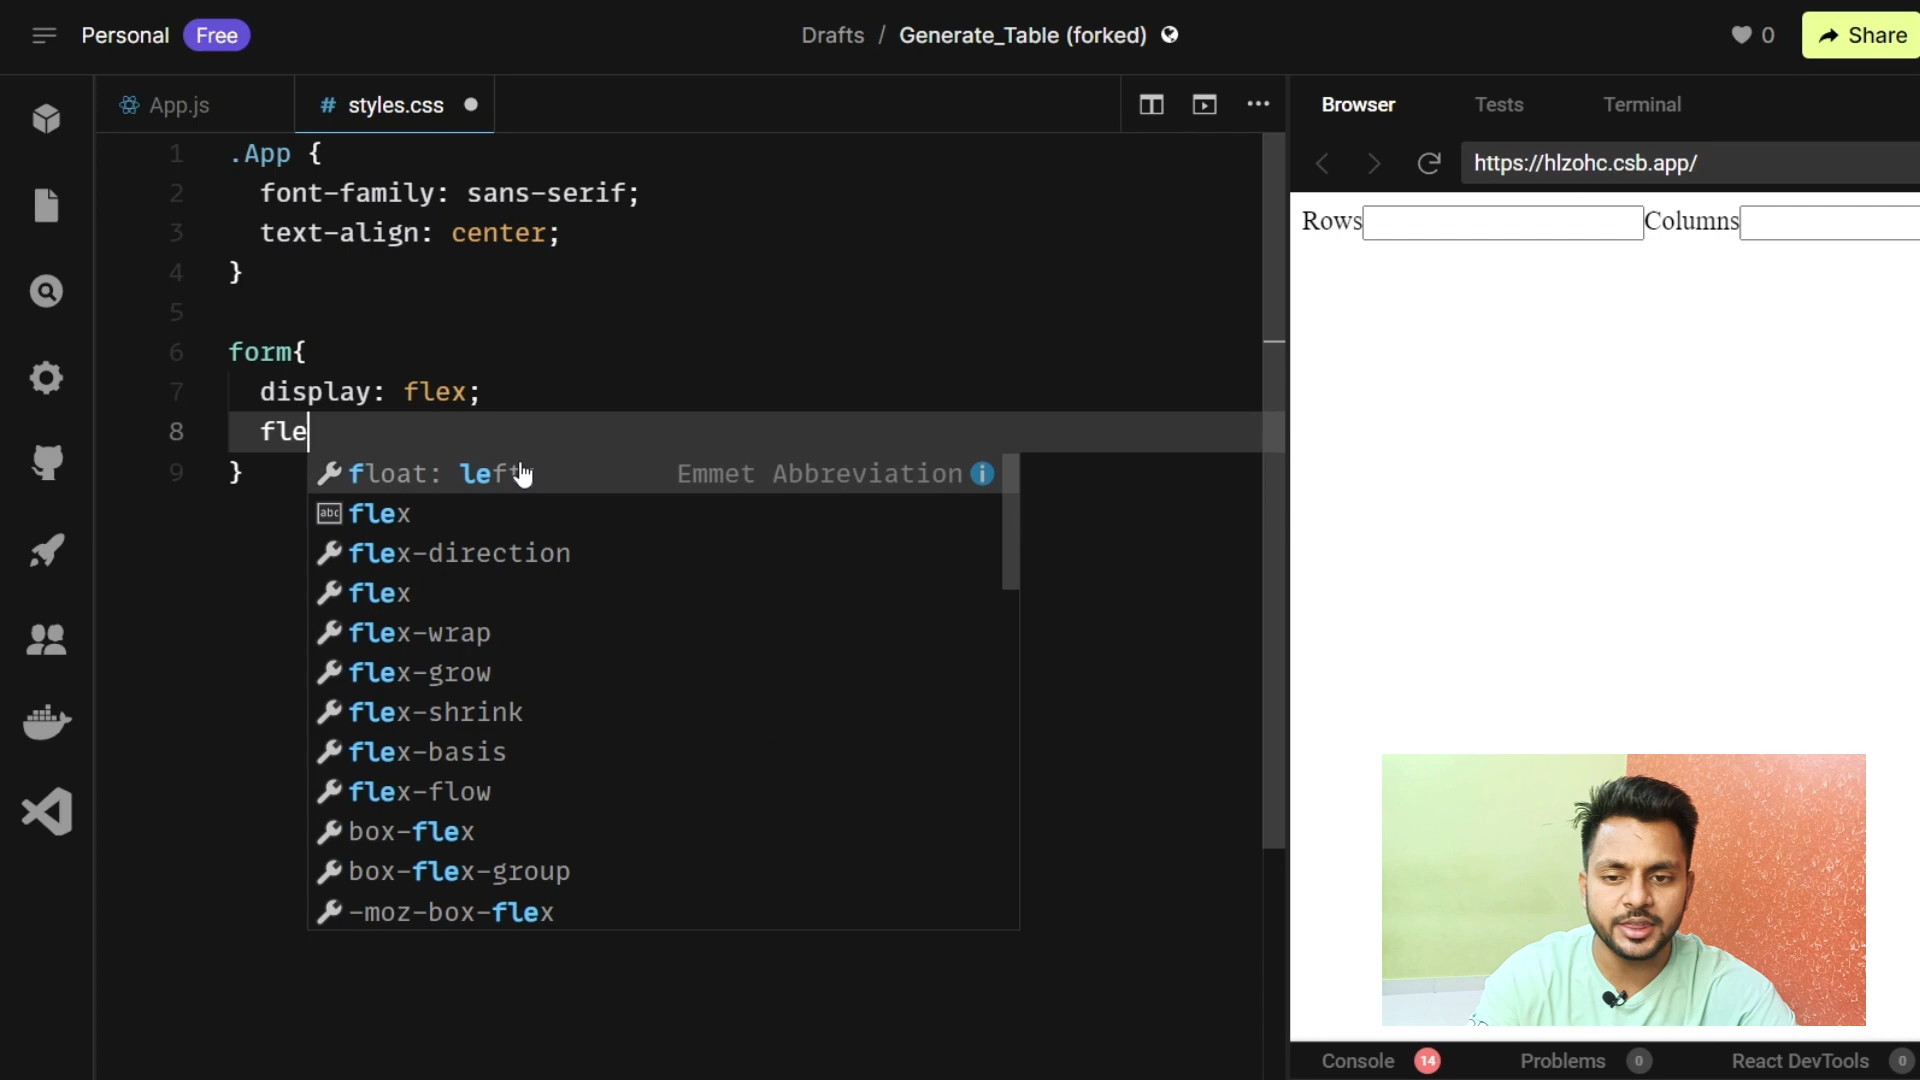 Personal Free Drafts / Generate_Table (forked) 0 Share
App.js # styles.css Browser Tests Terminal
https://hlzohc.csb.app/
1 .App {
2 font-family: sans-serif;
3 text-align: center;
4 }
5
6 form{
7 display: flex;
8 fle
9 }
float: left Emmet Abbreviation
abc flex
flex-direction
flex
flex-wrap
flex-grow
flex-shrink
flex-basis
flex-flow
box-flex
box-flex-group
-moz-box-flex
Rows Columns
Console 14 Problems 0 React DevTools 0